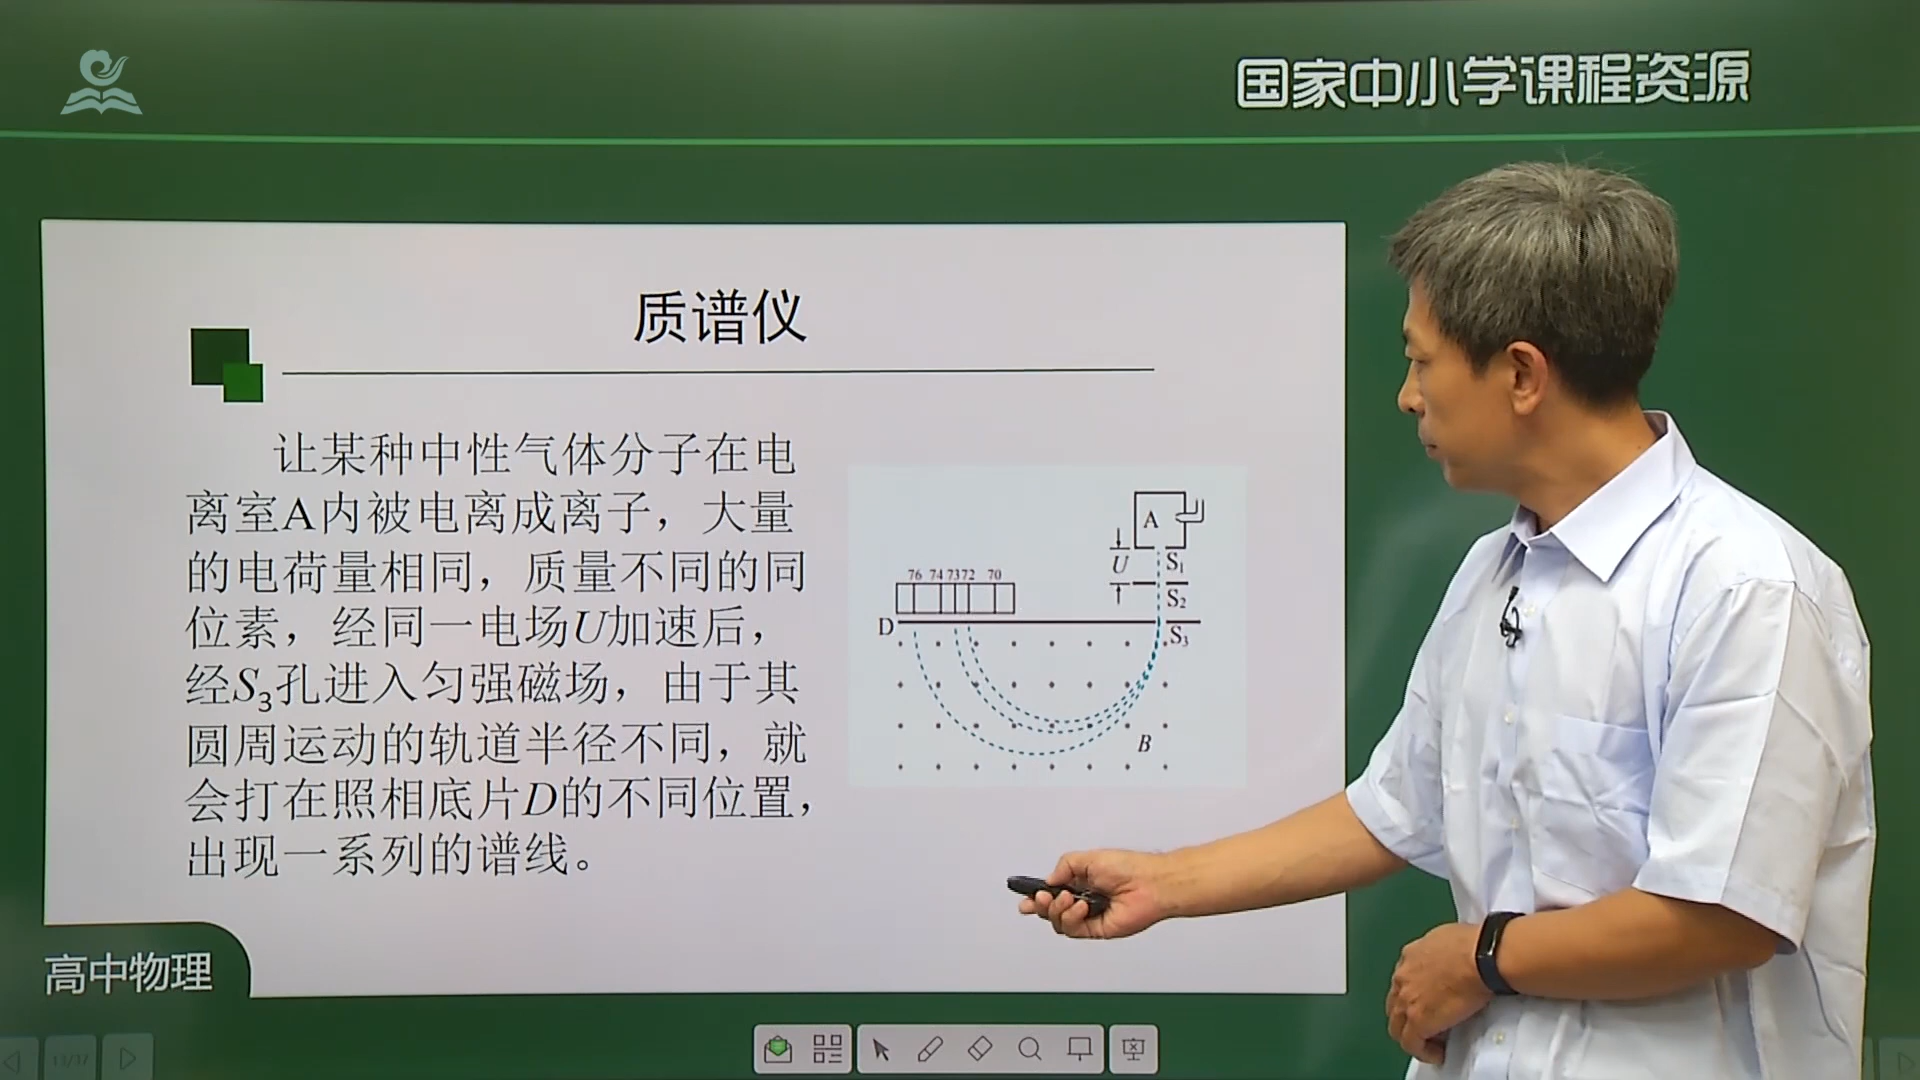 国家中小学课程资源
质谱仪
让某种中性气体分子在电
离室A内被电离成离子，大量
的电荷量相同，质量不同的同
位素，经同一电场U加速后，
经S₃孔进入匀强磁场，由于其
圆周运动的轨道半径不同，就
会打在照相底片D的不同位置，
出现一系列的谱线。
A
U
S₁
S₂
76 74 73 72 70
D
S₃
B
高中物理